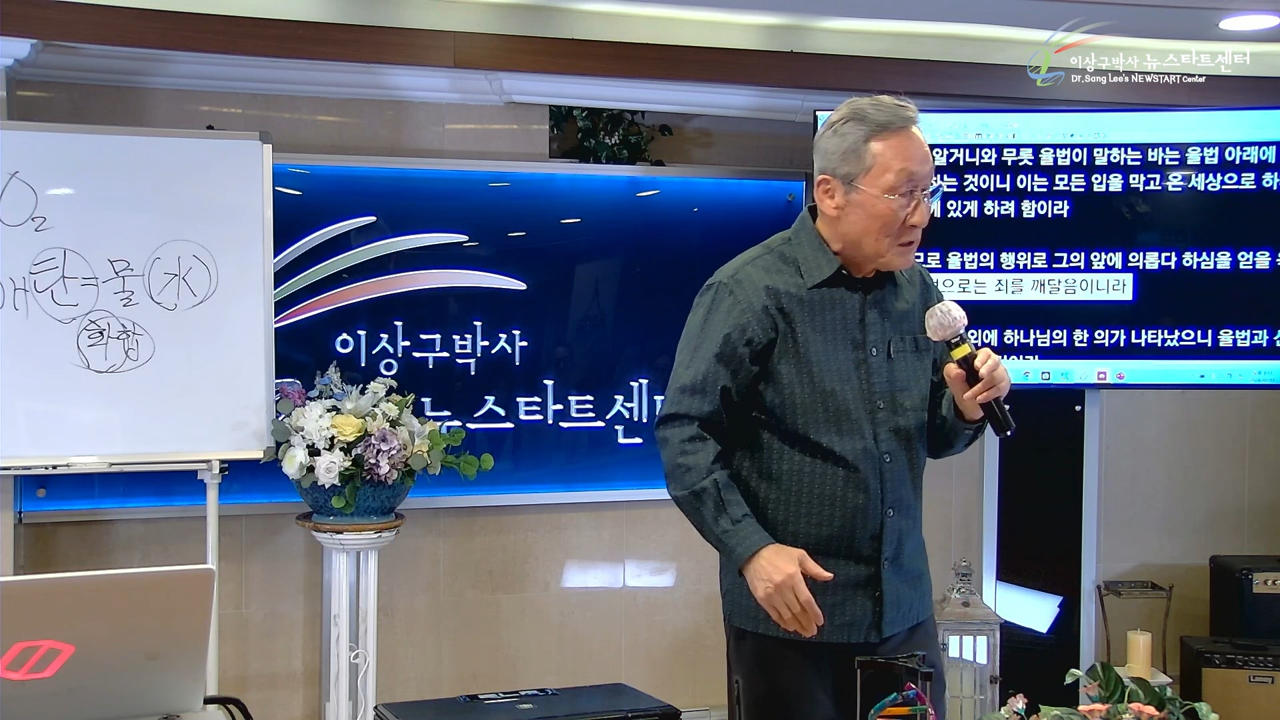 이상구박사 뉴스타트센터
Dr.Sang Lee's NEWSTART Center
O₂
탄=물(水)
화합
이상구박사
뉴스타트센터
알거니와 무릇 율법이 말하는 바는 율법 아래에
는 것이니 이는 모든 입을 막고 온 세상으로 하
있게 하려 함이라
로 율법의 행위로 그의 앞에 의롭다 하심을 얻을
으로는 죄를 깨달음이니라
외에 하나님의 한 의가 나타났으니 율법과